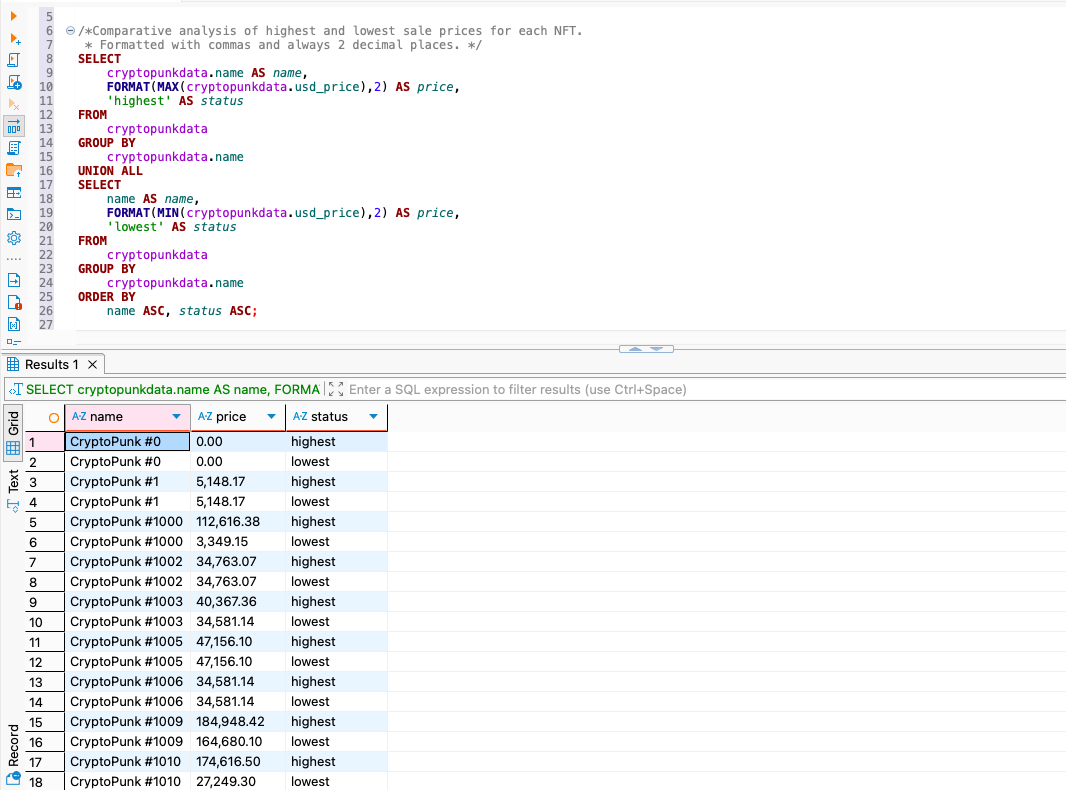 5
6 /*Comparative analysis of highest and lowest sale prices for each NFT.
7 * Formatted with commas and always 2 decimal places. */
8 SELECT
9 cryptopunkdata.name AS name,
10 FORMAT(MAX(cryptopunkdata.usd_price),2) AS price,
11 'highest' AS status
12 FROM
13 cryptopunkdata
14 GROUP BY
15 cryptopunkdata.name
16 UNION ALL
17 SELECT
18 name AS name,
19 FORMAT(MIN(cryptopunkdata.usd_price),2) AS price,
20 'lowest' AS status
21 FROM
22 cryptopunkdata
23 GROUP BY
24 cryptopunkdata.name
25 ORDER BY
26 name ASC, status ASC;
27
Results 1
SELECT cryptopunkdata.name AS name, FORMA Enter a SQL expression to filter results (use Ctrl+Space)
Grid
Text
Record
A-Z name A-Z price A-Z status
1 CryptoPunk #0 0.00 highest
2 CryptoPunk #0 0.00 lowest
3 CryptoPunk #1 5,148.17 highest
4 CryptoPunk #1 5,148.17 lowest
5 CryptoPunk #1000 112,616.38 highest
6 CryptoPunk #1000 3,349.15 lowest
7 CryptoPunk #1002 34,763.07 highest
8 CryptoPunk #1002 34,763.07 lowest
9 CryptoPunk #1003 40,367.36 highest
10 CryptoPunk #1003 34,581.14 lowest
11 CryptoPunk #1005 47,156.10 highest
12 CryptoPunk #1005 47,156.10 lowest
13 CryptoPunk #1006 34,581.14 highest
14 CryptoPunk #1006 34,581.14 lowest
15 CryptoPunk #1009 184,948.42 highest
16 CryptoPunk #1009 164,680.10 lowest
17 CryptoPunk #1010 174,616.50 highest
18 CryptoPunk #1010 27,249.30 lowest